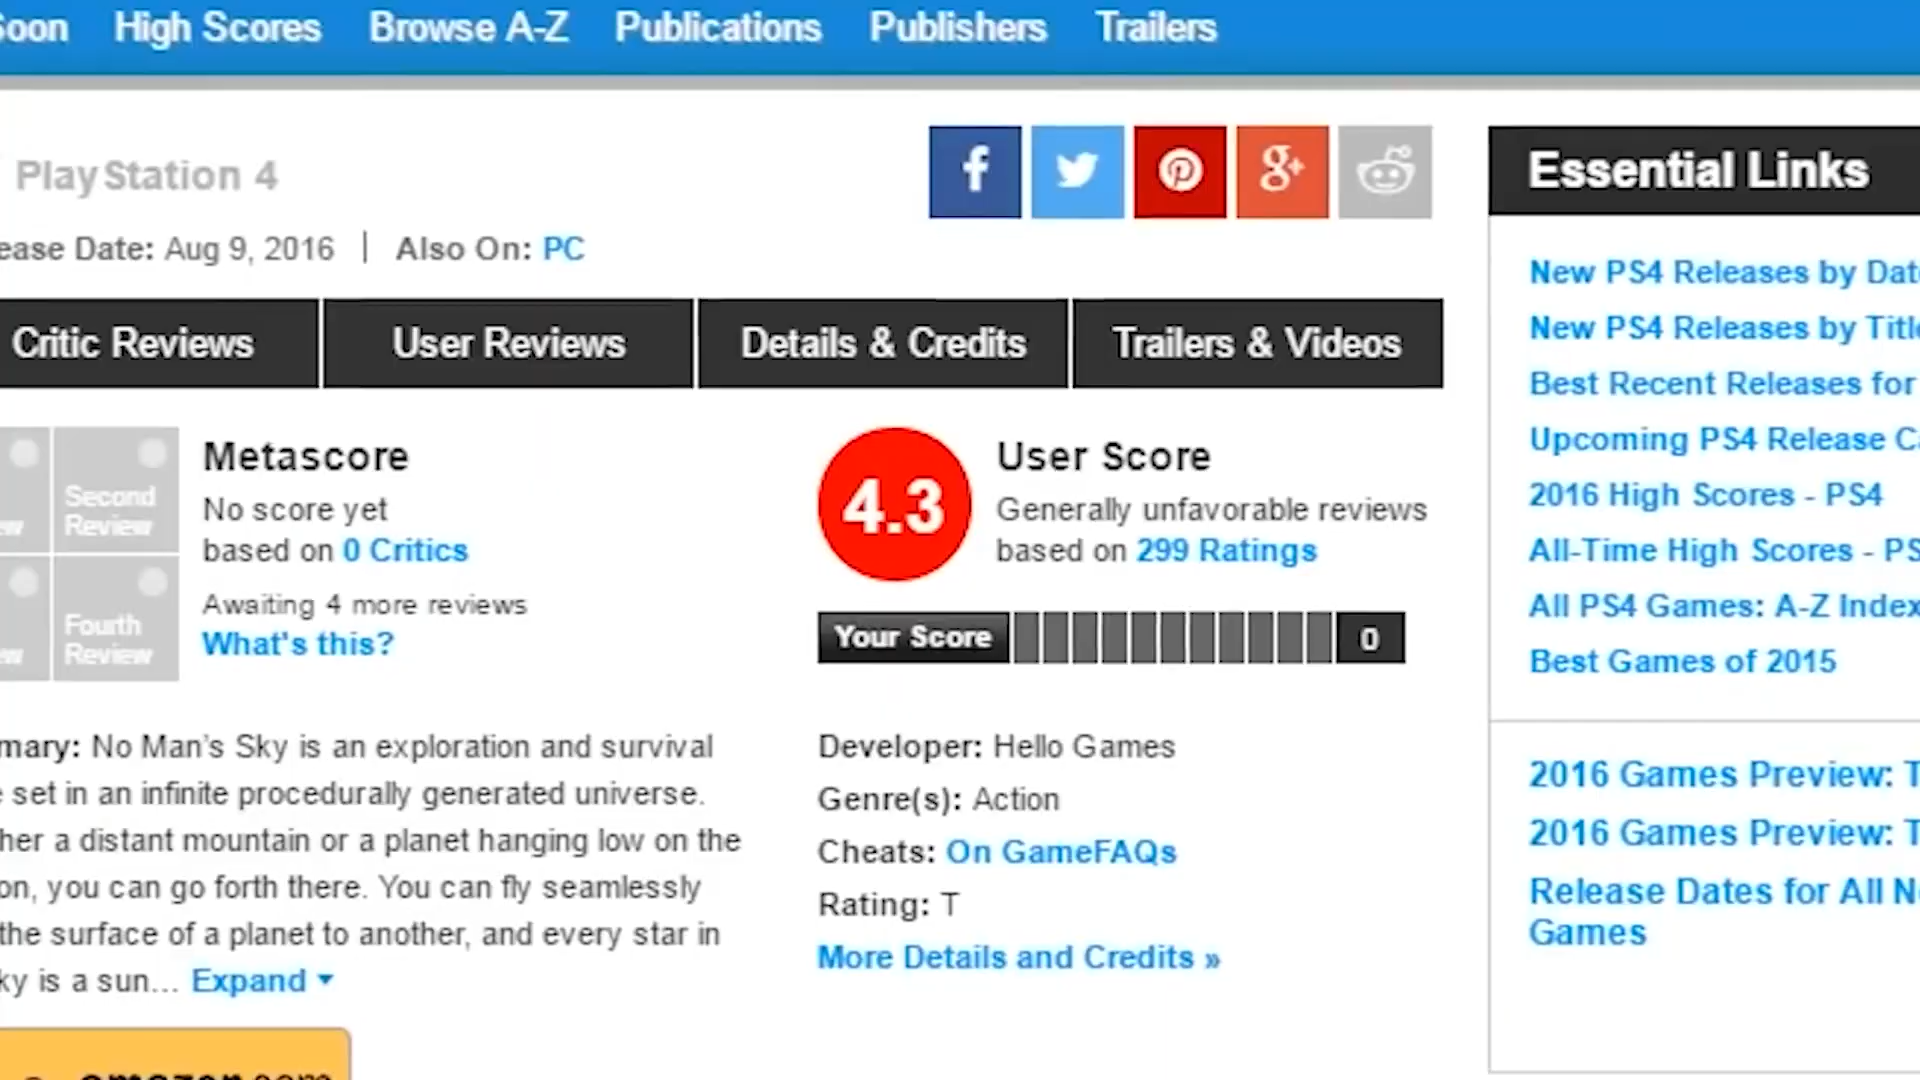 Soon High Scores Browse A-Z Publications Publishers Trailers
PlayStation 4
ease Date: Aug 9, 2016 | Also On: PC
Critic Reviews User Reviews Details & Credits Trailers & Videos
Second
Review
Fourth
Review
Metascore
No score yet
based on 0 Critics
Awaiting 4 more reviews
What's this?
4.3
User Score
Generally unfavorable reviews
based on 299 Ratings
Your Score 0
mary: No Man's Sky is an exploration and survival
e set in an infinite procedurally generated universe.
her a distant mountain or a planet hanging low on the
on, you can go forth there. You can fly seamlessly
the surface of a planet to another, and every star in
ky is a sun... Expand
amazon.com
Developer: Hello Games
Genre(s): Action
Cheats: On GameFAQs
Rating: T
More Details and Credits »
Essential Links
New PS4 Releases by Date
New PS4 Releases by Title
Best Recent Releases for
Upcoming PS4 Release Ca
2016 High Scores - PS4
All-Time High Scores - PS
All PS4 Games: A-Z Index
Best Games of 2015
2016 Games Preview: T
2016 Games Preview: T
Release Dates for All N
Games